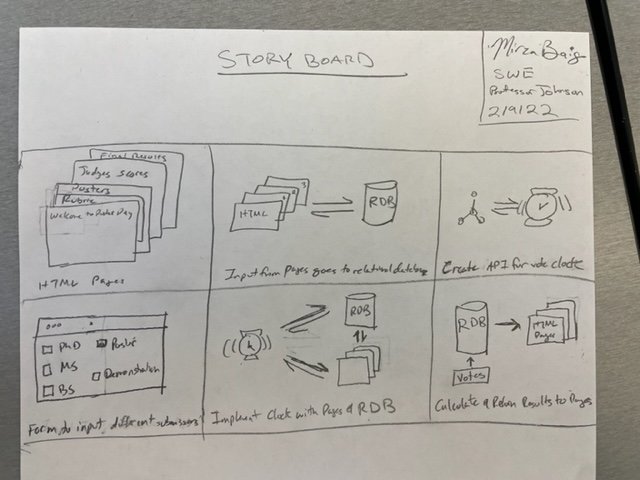 STORY BOARD
Mirza Baig
SWE
Professor Johnson
2/9/22
Final Results
Judges scores
Posters
Rubric
Welcome to Poster Day
HTML Pages
HTML
3
RDB
Input from Pages goes to relational database
Create API for vote clock
PhD
MS
BS
Poster
Demonstration
Form to input different submissions
RDB
Implement Clock with Pages & RDB
RDB
Votes
HTML
Pages
Calculate & Return Results to Pages